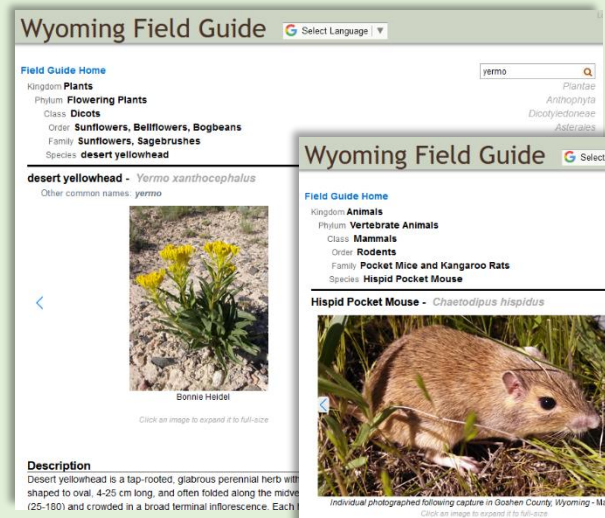 Wyoming Field Guide
Select Language ▼
Field Guide Home
yermo
Kingdom Plants
Plantae
Phylum Flowering Plants
Anthophyta
Class Dicots
Dicotyledoneae
Order Sunflowers, Bellflowers, Bogbeans
Asterales
Family Sunflowers, Sagebrushes
Species desert yellowhead
desert yellowhead - Yermo xanthocephalus
Other common names: yermo
Bonnie Heidel
Click an image to expand it to full-size
Description
Desert yellowhead is a tap-rooted, glabrous perennial herb with
shaped to oval, 4-25 cm long, and often folded along the
(25-180) and crowded in a broad terminal inflorescence. Each
Wyoming Field Guide
Select
Field Guide Home
Kingdom Animals
Phylum Vertebrate Animals
Class Mammals
Order Rodents
Family Pocket Mice and Kangaroo Rats
Species Hispid Pocket Mouse
Hispid Pocket Mouse - Chaetodipus hispidus
Individual photographed following capture in Goshen County, Wyoming -
Click an image to expand it to full-size